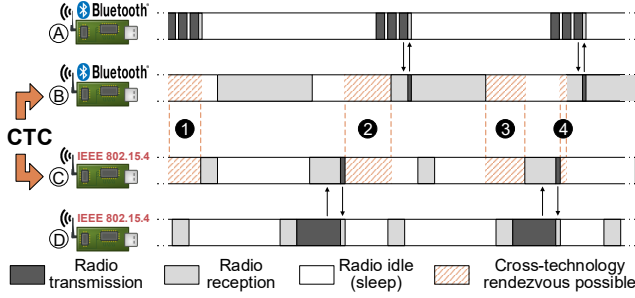 A Bluetooth®
B Bluetooth®
CTC
1 2 3 4
IEEE 802.15.4
C
IEEE 802.15.4
D
Radio transmission
Radio reception
Radio idle (sleep)
Cross-technology rendezvous possible